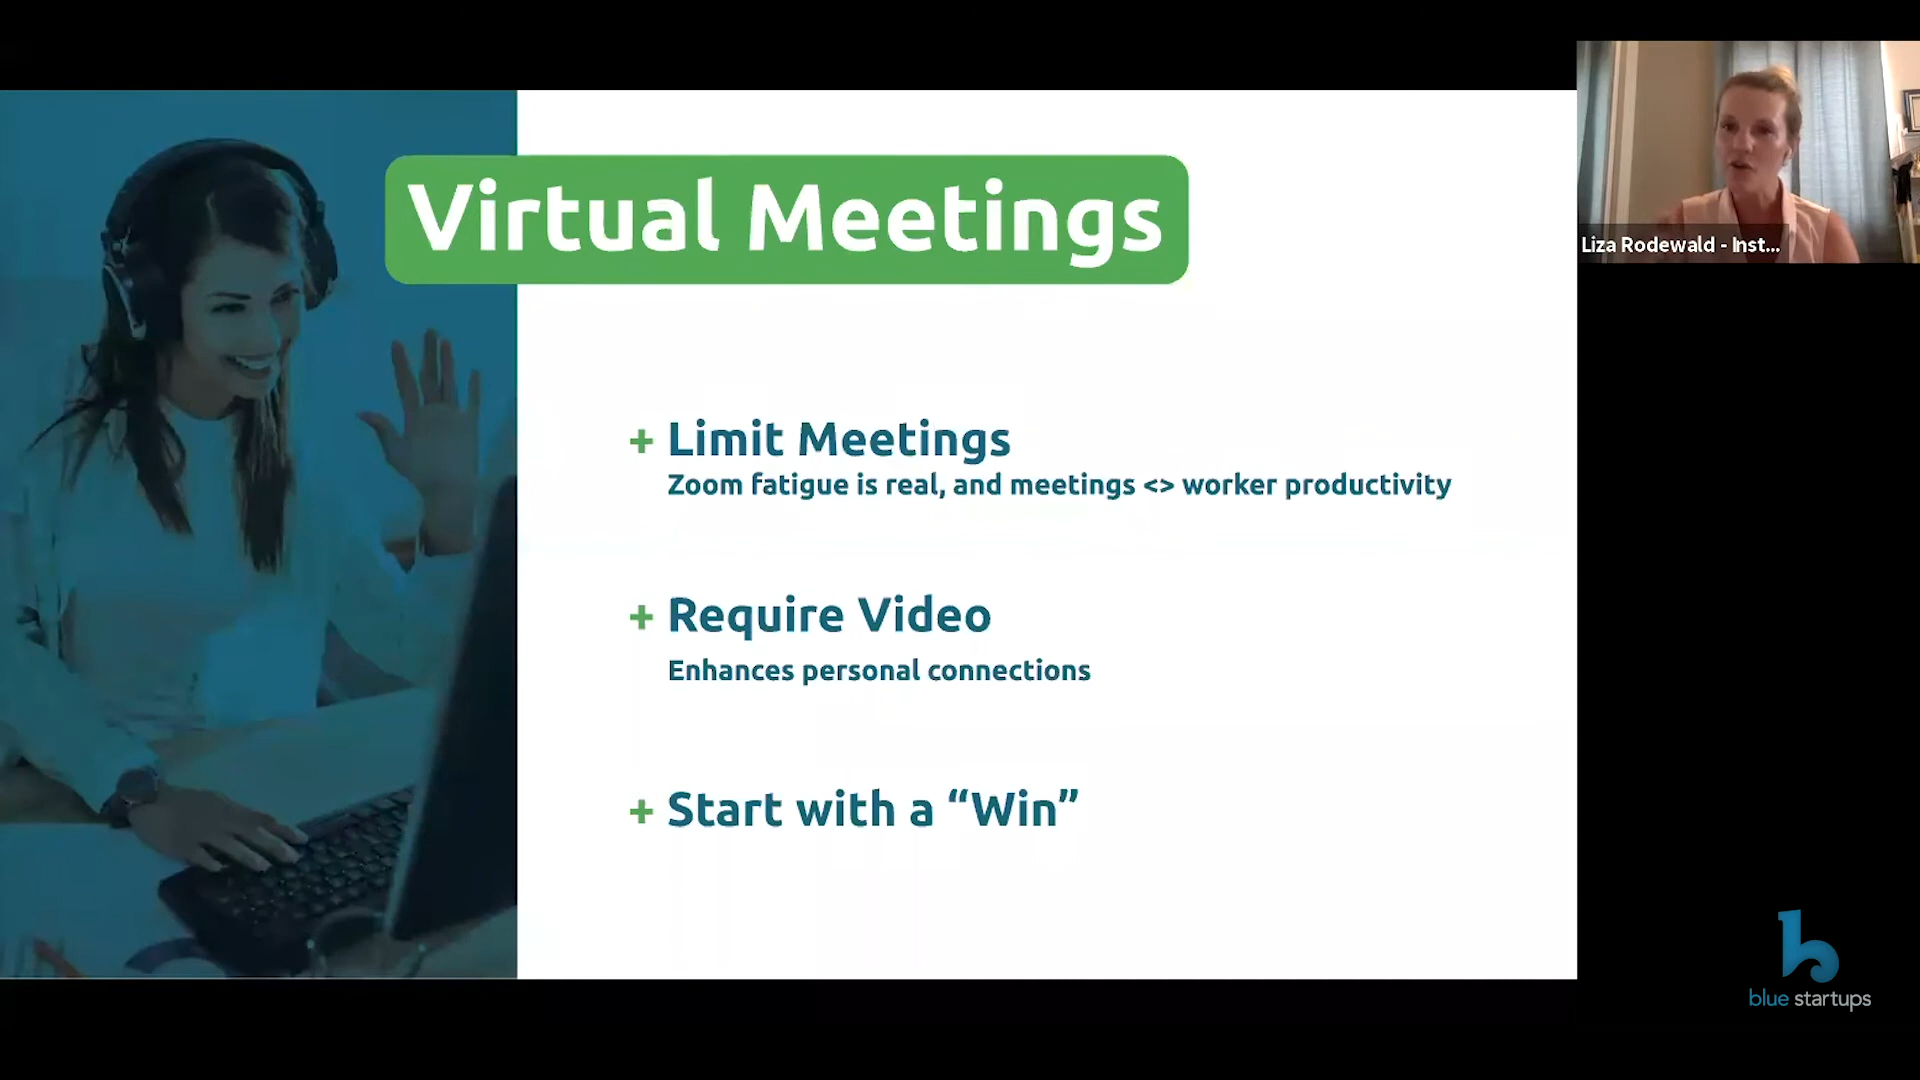 Virtual Meetings
+ Limit Meetings
Zoom fatigue is real, and meetings <> worker productivity
+ Require Video
Enhances personal connections
+ Start with a “Win”
Liza Rodewald - Inst...
blue startups